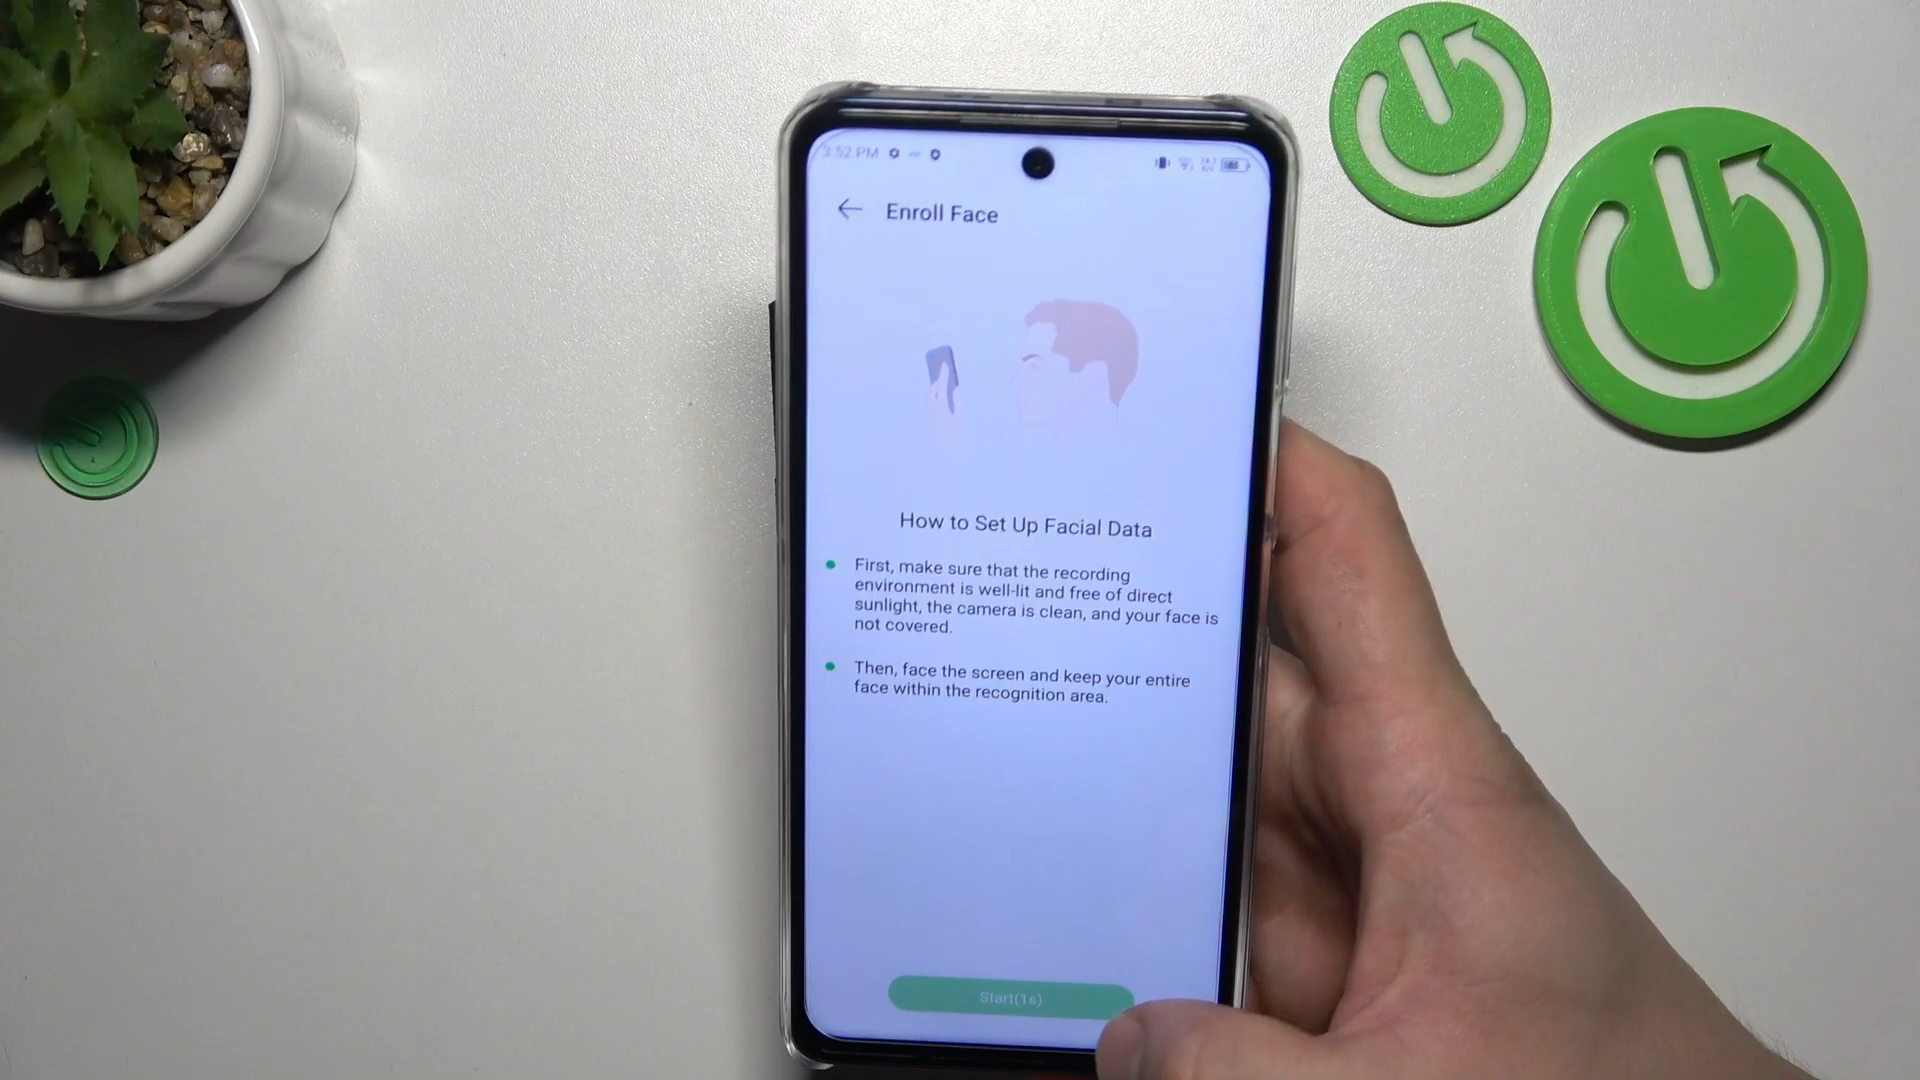 3:52 PM
Enroll Face
How to Set Up Facial Data
First, make sure that the recording
environment is well-lit and free of direct
sunlight, the camera is clean, and your face is
not covered.
Then, face the screen and keep your entire
face within the recognition area.
Start(1s)